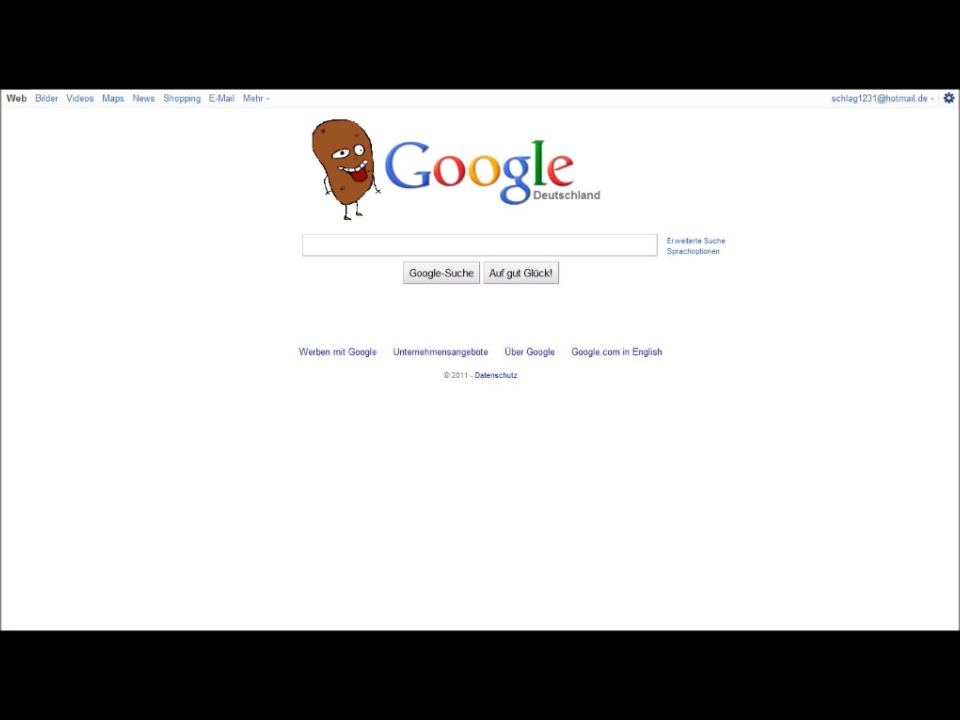 Web Bilder Videos Maps News Shopping E-Mail Mehr schlag1231@hotmail.de
Google
Deutschland
Erweiterte Suche
Sprachoptionen
Google-Suche Auf gut Glück!
Werben mit Google Unternehmensangebote Über Google Google.com in English
© 2011 - Datenschutz